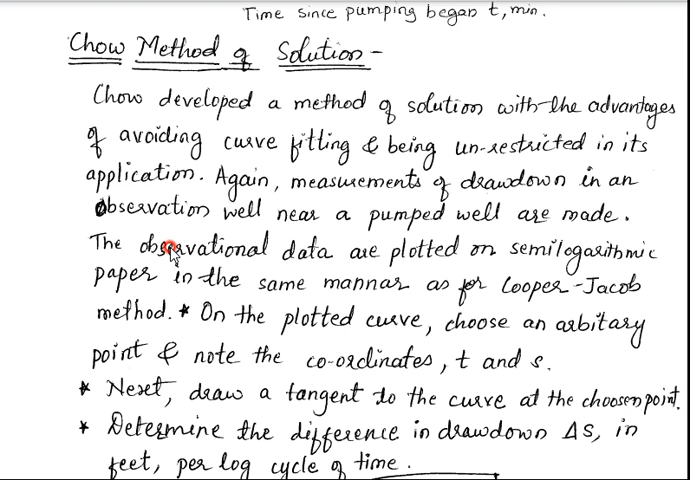 Time since pumping began t, min.
Chow Method of Solution -
Chow developed a method of solution with the advantages
of avoiding curve fitting & being un-restricted in its
application. Again, measurements of drawdown in an
observation well near a pumped well are made.
The observational data are plotted on semilogarithmic
paper in the same mannar as for Cooper-Jacob
method. * On the plotted curve, choose an arbitary
point & note the co-ordinates, t and s.
* Next, draw a tangent to the curve at the choosen point.
* Determine the difference in drawdown ΔS, in
feet, per log cycle of time.